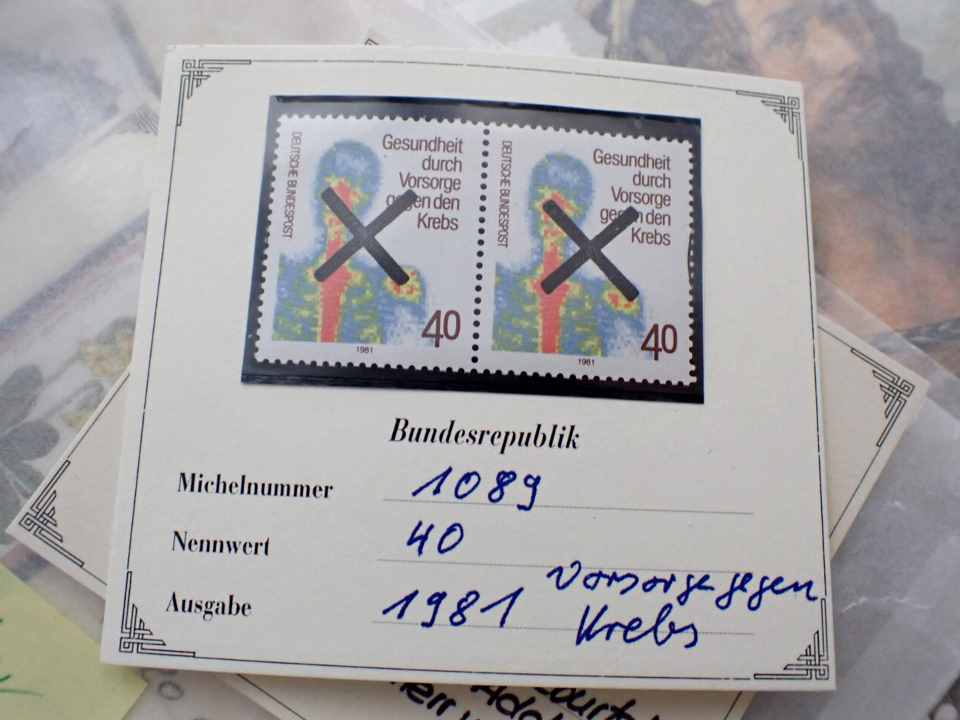 DEUTSCHE BUNDESPOST
Gesundheit
durch
Vorsorge
gegen den
Krebs
40
1981
DEUTSCHE BUNDESPOST
Gesundheit
durch
Vorsorge
gegen den
Krebs
40
1981
Bundesrepublik
Michelnummer 1089
Nennwert 40
Ausgabe 1981 Vorsorge gegen
Krebs